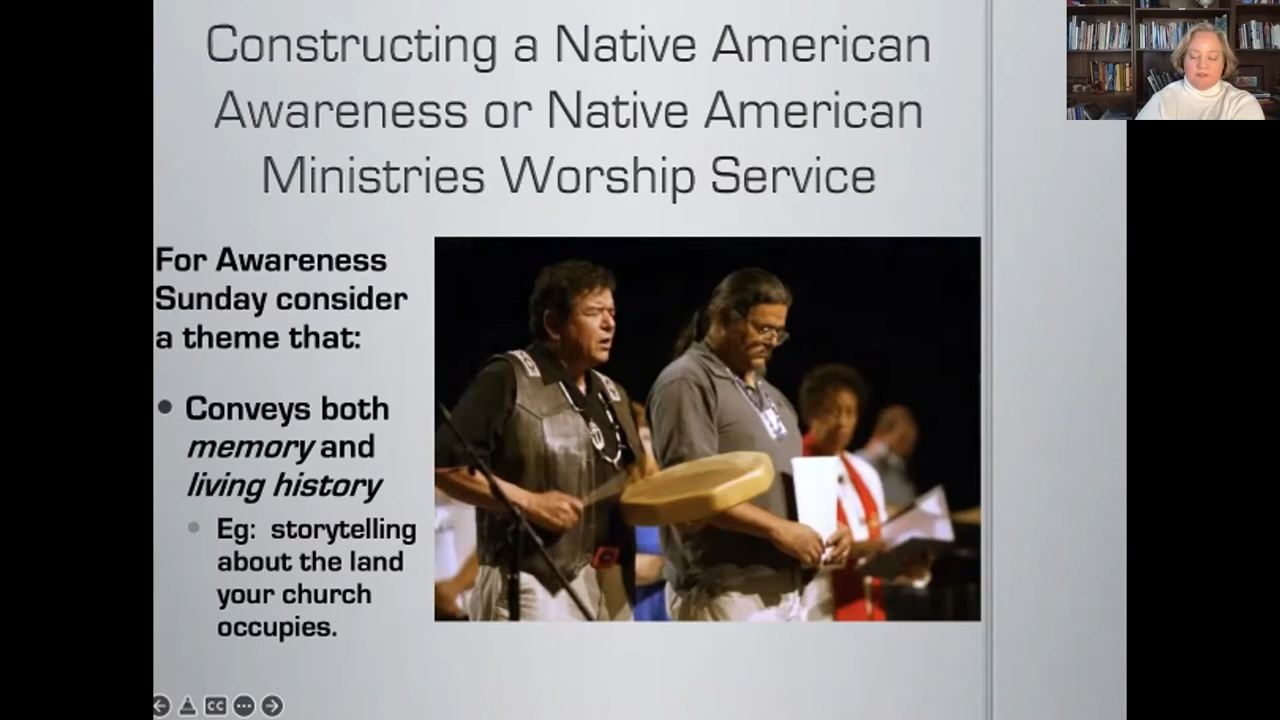 Constructing a Native American
Awareness or Native American
Ministries Worship Service
For Awareness
Sunday consider
a theme that:
• Conveys both
memory and
living history
• Eg: storytelling
about the land
your church
occupies.
CC